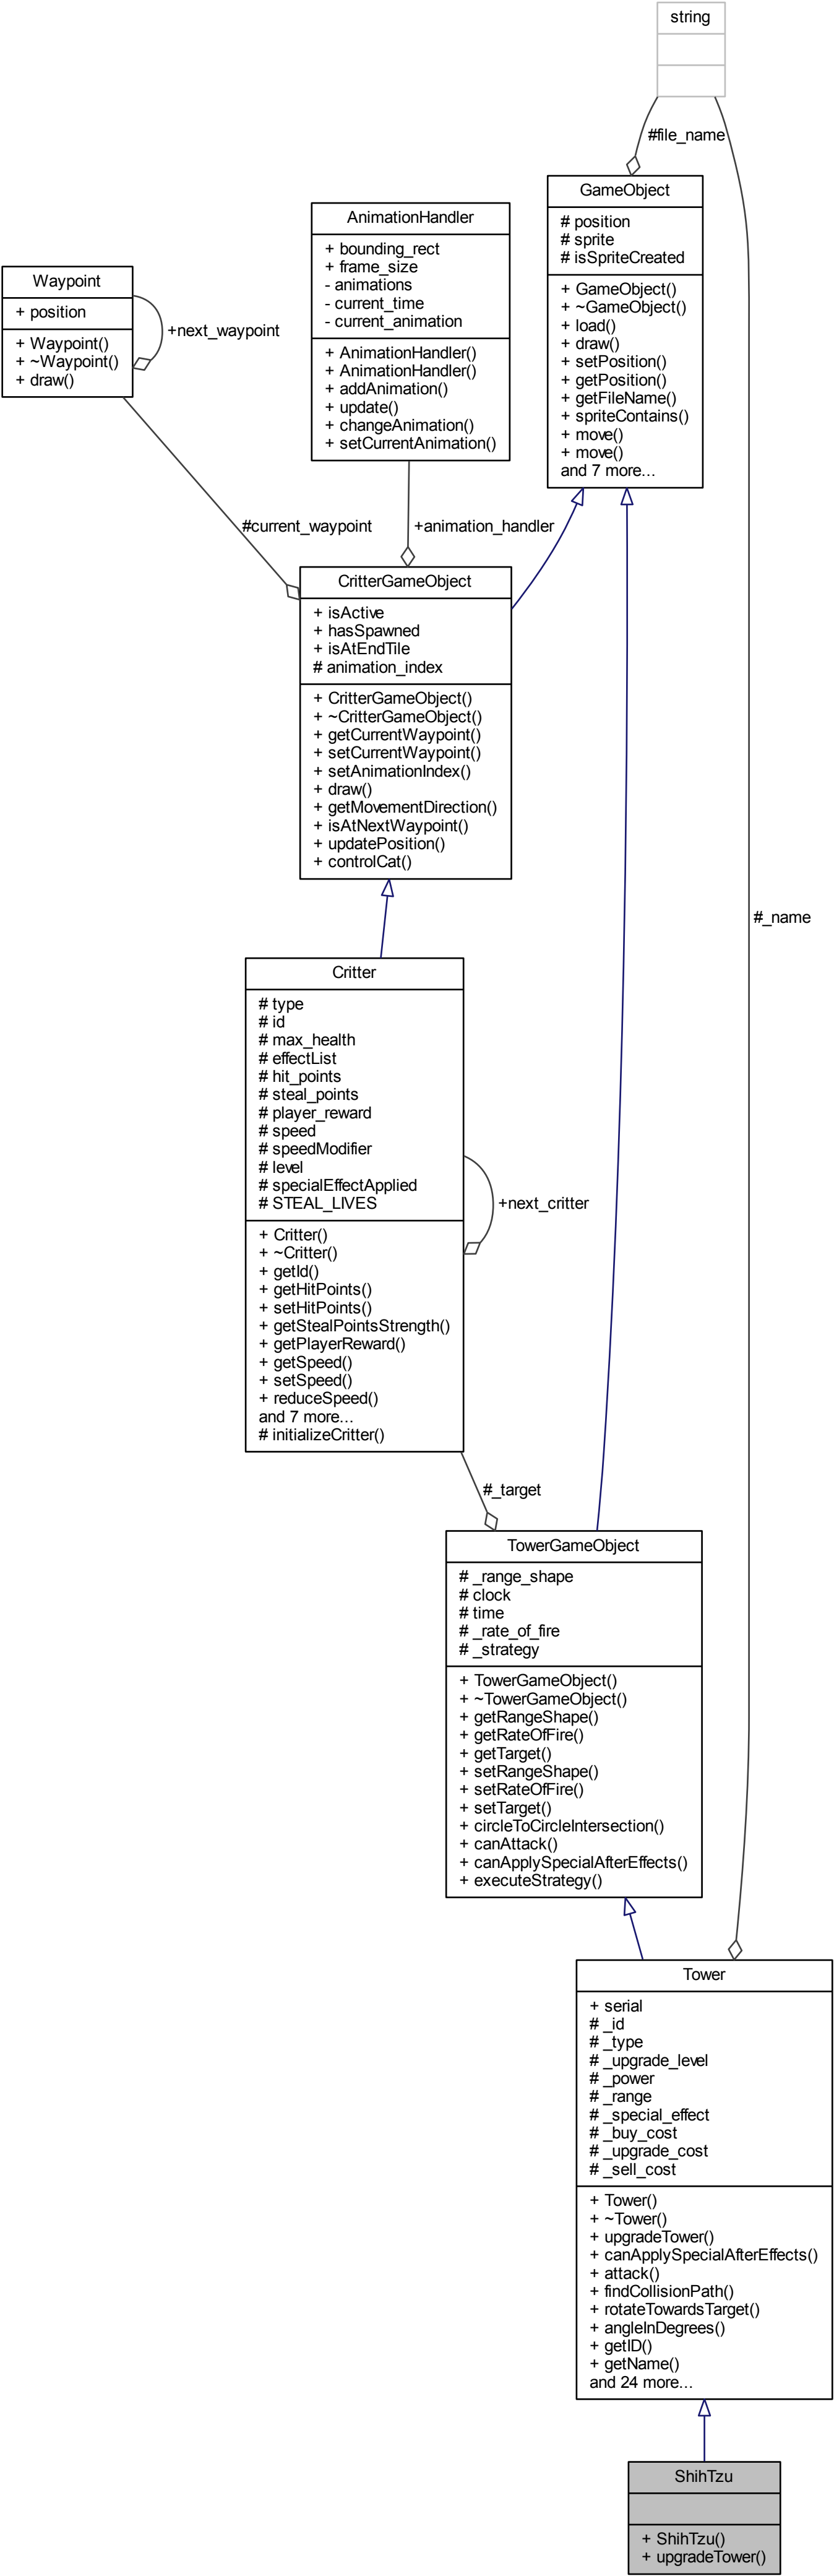 string
#file_name
GameObject
# position
# sprite
# isSpriteCreated
+ GameObject()
+ ~GameObject()
+ load()
+ draw()
+ setPosition()
+ getPosition()
+ getFileName()
+ spriteContains()
+ move()
+ move()
and 7 more...
AnimationHandler
+ bounding_rect
+ frame_size
- animations
- current_time
- current_animation
+ AnimationHandler()
+ AnimationHandler()
+ addAnimation()
+ update()
+ changeAnimation()
+ setCurrentAnimation()
Waypoint
+ position
+ Waypoint()
+ ~Waypoint()
+ draw()
+next_waypoint
#current_waypoint
+animation_handler
CritterGameObject
+ isActive
+ hasSpawned
+ isAtEndTile
# animation_index
+ CritterGameObject()
+ ~CritterGameObject()
+ getCurrentWaypoint()
+ setCurrentWaypoint()
+ setAnimationIndex()
+ draw()
+ getMovementDirection()
+ isAtNextWaypoint()
+ updatePosition()
+ controlCat()
#_name
Critter
# type
# id
# max_health
# effectList
# hit_points
# steal_points
# player_reward
# speed
# speedModifier
# level
# specialEffectApplied
# STEAL_LIVES
+ Critter()
+ ~Critter()
+ getId()
+ getHitPoints()
+ setHitPoints()
+ getStealPointsStrength()
+ getPlayerReward()
+ getSpeed()
+ setSpeed()
+ reduceSpeed()
and 7 more...
# initializeCritter()
+next_critter
#_target
TowerGameObject
# _range_shape
# clock
# time
# _rate_of_fire
# _strategy
+ TowerGameObject()
+ ~TowerGameObject()
+ getRangeShape()
+ getRateOfFire()
+ getTarget()
+ setRangeShape()
+ setRateOfFire()
+ setTarget()
+ circleToCircleIntersection()
+ canAttack()
+ canApplySpecialAfterEffects()
+ executeStrategy()
Tower
+ serial
# _id
# _type
# _upgrade_level
# _power
# _range
# _special_effect
# _buy_cost
# _upgrade_cost
# _sell_cost
+ Tower()
+ ~Tower()
+ upgradeTower()
+ canApplySpecialAfterEffects()
+ attack()
+ findCollisionPath()
+ rotateTowardsTarget()
+ angleInDegrees()
+ getID()
+ getName()
and 24 more...
ShihTzu
+ ShihTzu()
+ upgradeTower()